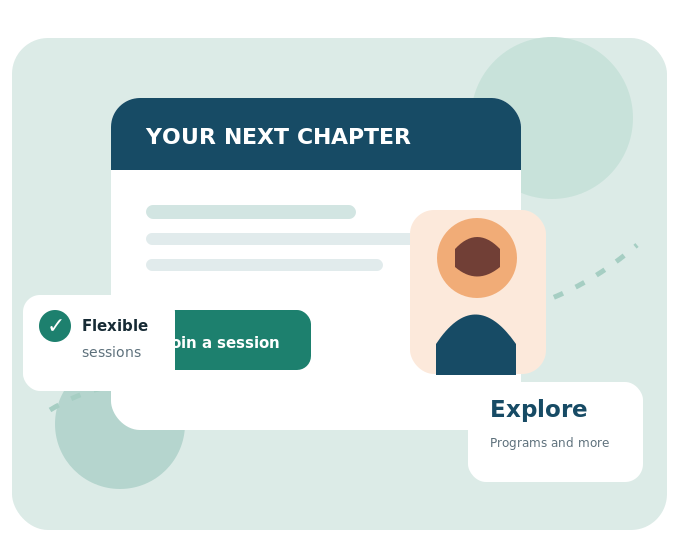 YOUR NEXT CHAPTER
✓ Flexible
sessions
oin a session
Explore
Programs and more